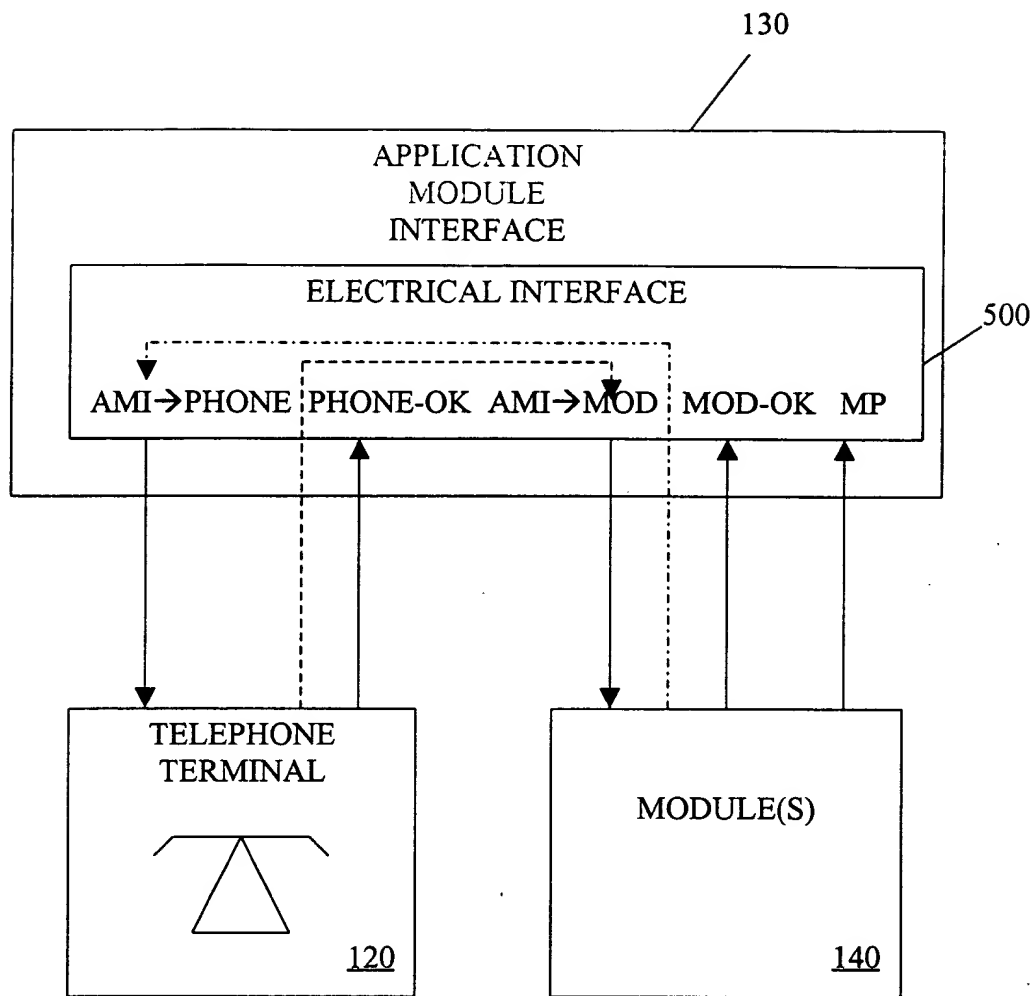 130
APPLICATION
MODULE
INTERFACE
ELECTRICAL INTERFACE
500
AMI→PHONE PHONE-OK AMI→MOD MOD-OK MP
TELEPHONE
TERMINAL
MODULE(S)
120
140